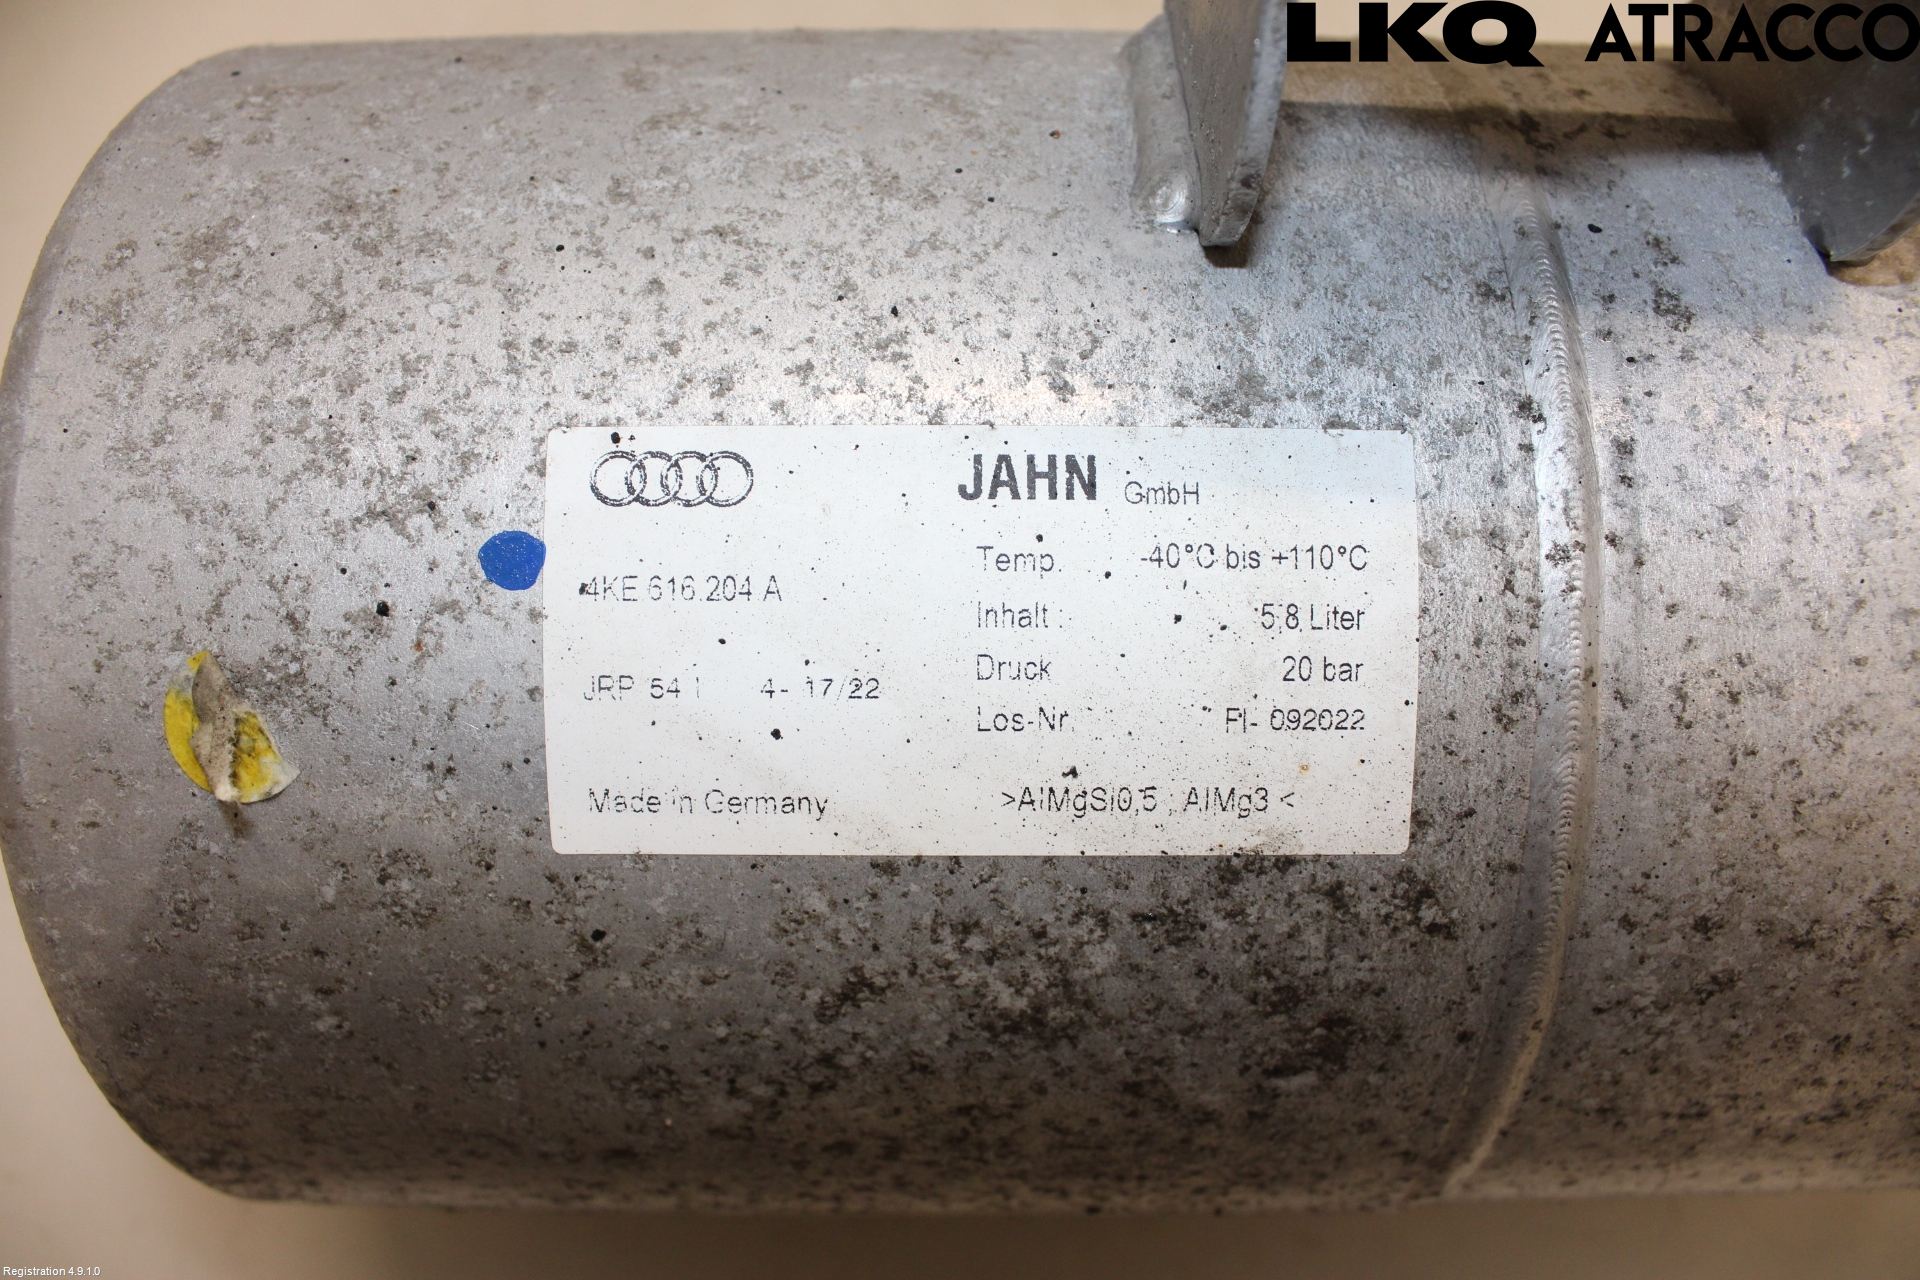 LKQ ATRACCO
JAHN GmbH
4KE 616 204 A
Temp. -40°C bis +110°C
Inhalt : 5,8 Liter
Druck 20 bar
Los-Nr. 092022
JRP 54 4- 17/22
Made in Germany
>AlMgSi0,5 ; AlMg3 <
Registration 4.9.1.0